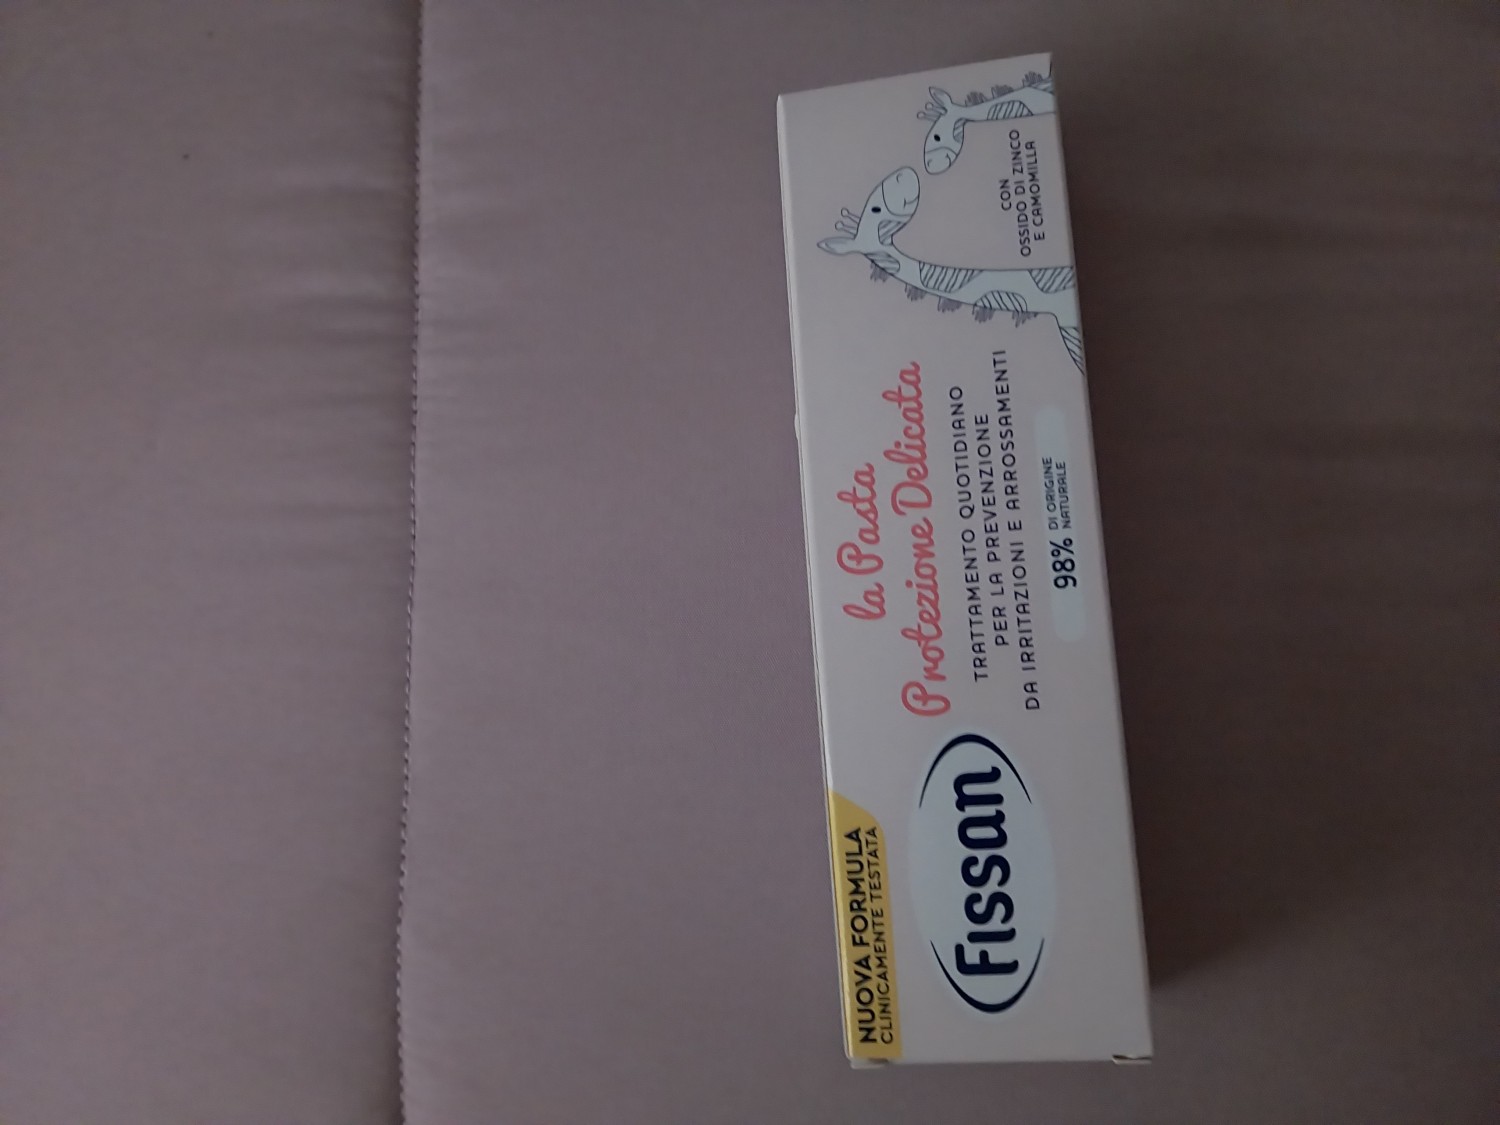 NUOVA FORMULA
CLINICAMENTE TESTATA
Fissan
la Pasta
Protezione Delicata
TRATTAMENTO QUOTIDIANO
PER LA PREVENZIONE
DA IRRITAZIONI E ARROSSAMENTI
98% DI ORIGINE
NATURALE
CON
OSSIDO DI ZINCO
E CAMOMILLA